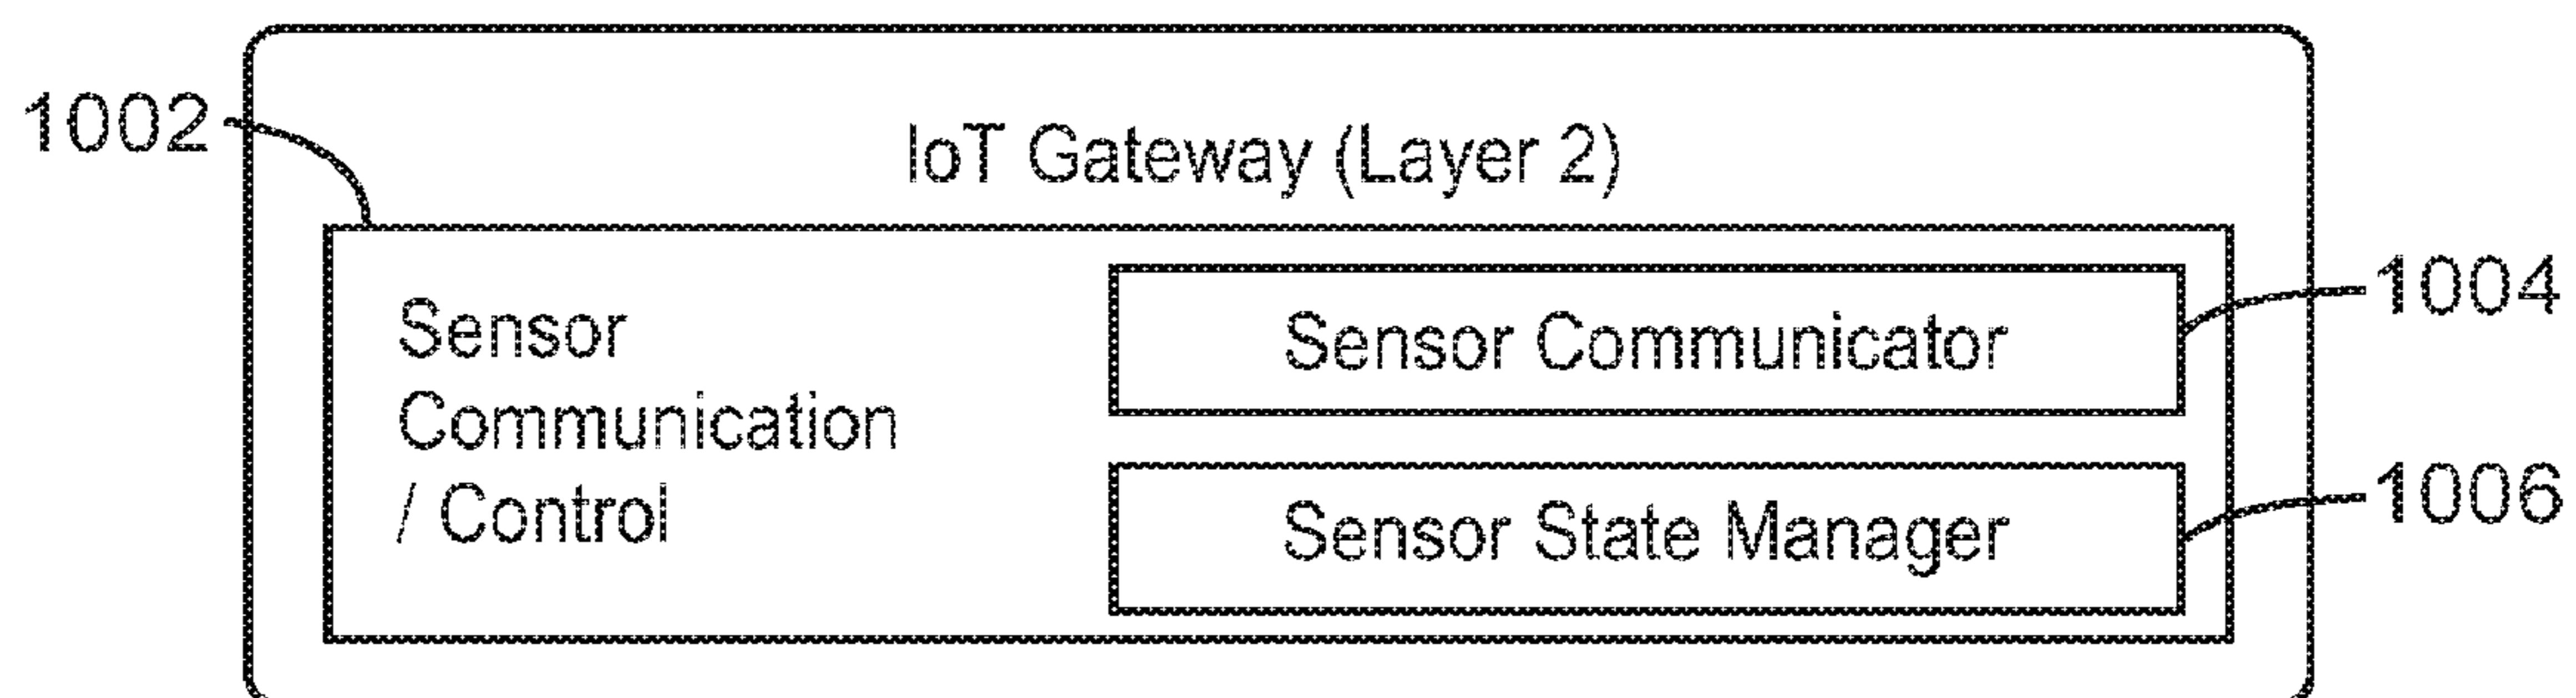 1002
IoT Gateway (Layer 2)
Sensor
Communication
/ Control
Sensor Communicator
1004
Sensor State Manager
1006